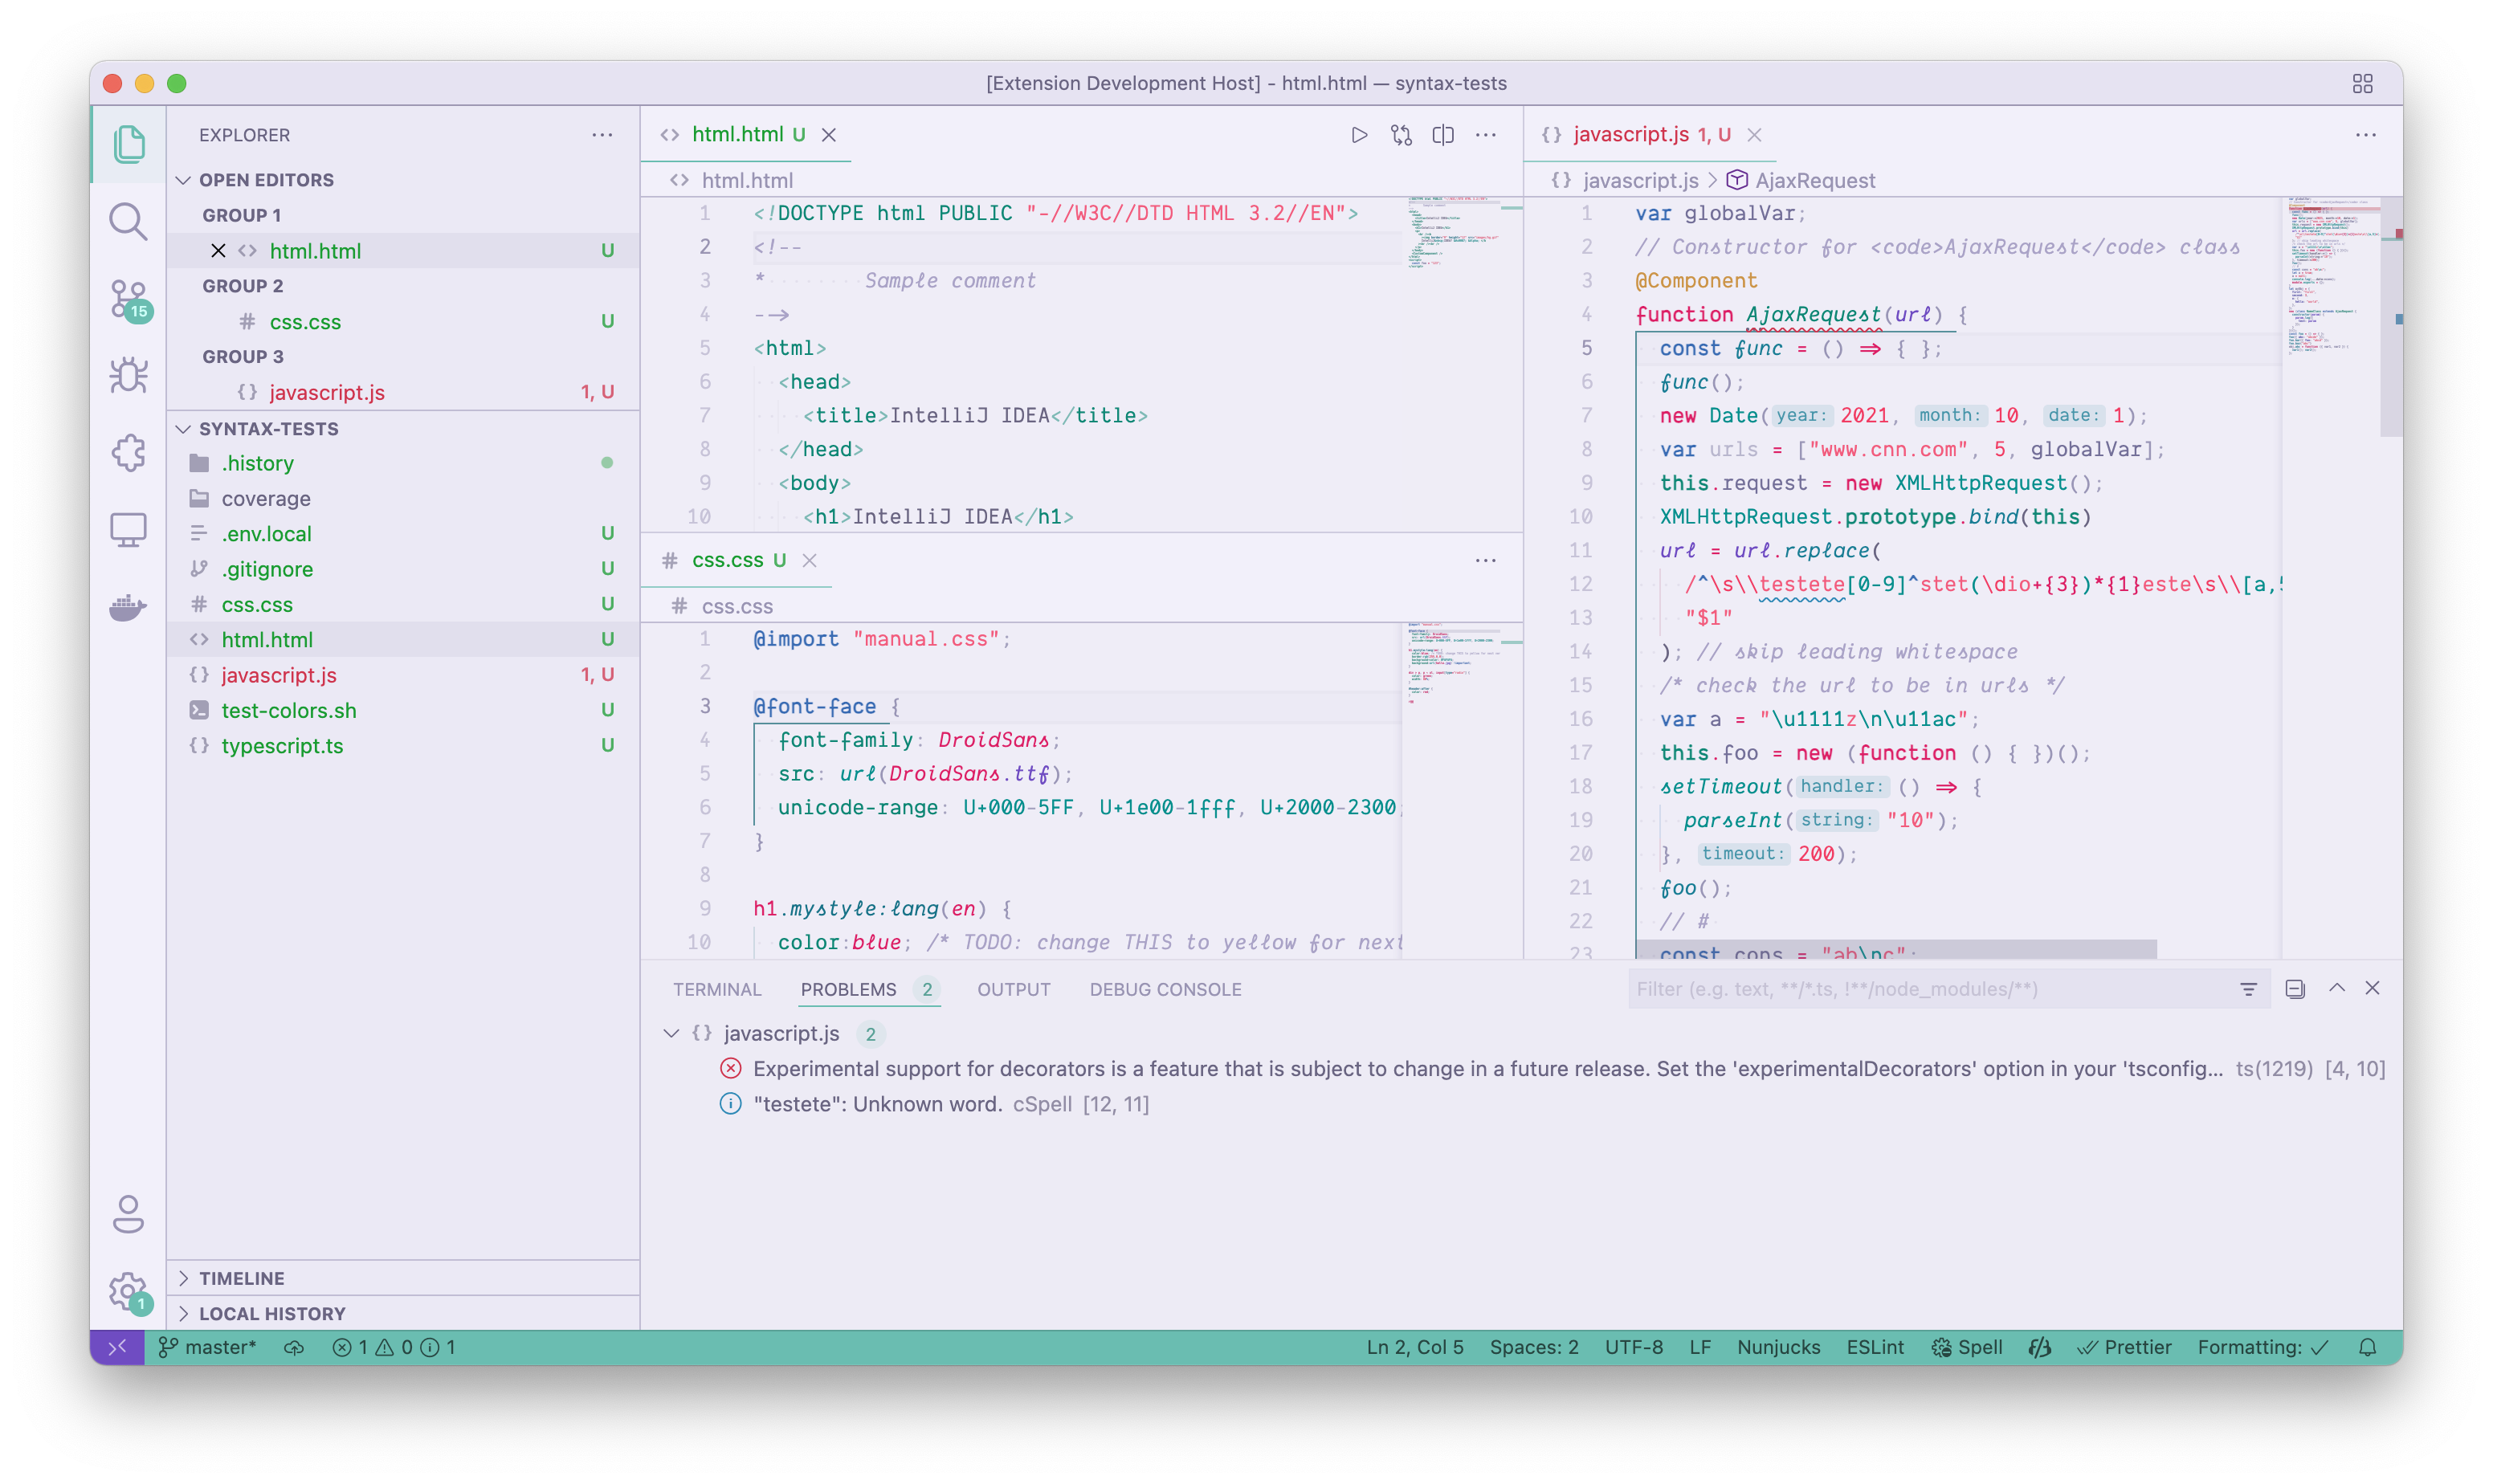 [Extension Development Host] - html.html — syntax-tests
EXPLORER
OPEN EDITORS
GROUP 1
html.html U
GROUP 2
css.css U
GROUP 3
javascript.js 1, U
SYNTAX-TESTS
.history
coverage
.env.local U
.gitignore U
css.css U
html.html U
javascript.js 1, U
test-colors.sh U
typescript.ts U
TIMELINE
LOCAL HISTORY
15
1
html.html U
html.html
1 <!DOCTYPE html PUBLIC "-//W3C//DTD HTML 3.2//EN">
2 <!--
3 * Sample comment
4 -->
5 <html>
6 <head>
7 <title>IntelliJ IDEA</title>
8 </head>
9 <body>
10 <h1>IntelliJ IDEA</h1>
# css.css U
# css.css
1 @import "manual.css";
2
3 @font-face {
4 font-family: DroidSans;
5 src: url(DroidSans.ttf);
6 unicode-range: U+000-5FF, U+1e00-1fff, U+2000-2300;
7 }
8
9 h1.mystyle:lang(en) {
10 color:blue; /* TODO: change THIS to yellow for next
{} javascript.js 1, U
{} javascript.js > AjaxRequest
1 var globalVar;
2 // Constructor for <code>AjaxRequest</code> class
3 @Component
4 function AjaxRequest(url) {
5 const func = () => { };
6 func();
7 new Date(year: 2021, month: 10, date: 1);
8 var urls = ["www.cnn.com", 5, globalVar];
9 this.request = new XMLHttpRequest();
10 XMLHttpRequest.prototype.bind(this)
11 url = url.replace(
12 /^\s\\testete[0-9]^stet(\dio+{3})*{1}este\s\\[a,5
13 "$1"
14 ); // skip leading whitespace
15 /* check the url to be in urls */
16 var a = "\u1111z\n\u11ac";
17 this.foo = new (function () { })();
18 setTimeout(handler: () => {
19 parseInt(string: "10");
20 }, timeout: 200);
21 foo();
22 // #
23 const cons = "ab\nc";
TERMINAL PROBLEMS 2 OUTPUT DEBUG CONSOLE
Filter (e.g. text, **/*.ts, !**/node_modules/**)
{} javascript.js 2
Experimental support for decorators is a feature that is subject to change in a future release. Set the 'experimentalDecorators' option in your 'tsconfig... ts(1219) [4, 10]
"testete": Unknown word. cSpell [12, 11]
master* 1 0 1 Ln 2, Col 5 Spaces: 2 UTF-8 LF Nunjucks ESLint Spell Prettier Formatting: ✓